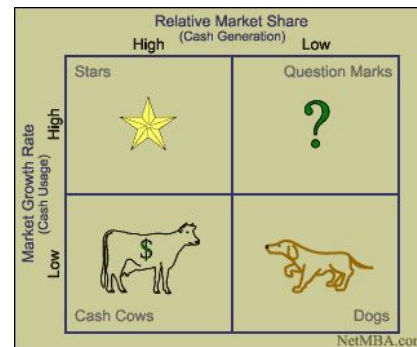 Relative Market Share
(Cash Generation)
High Low
Stars Question Marks
?
Market Growth Rate
(Cash Usage)
High
Low
$
Cash Cows Dogs
NetMBA.com